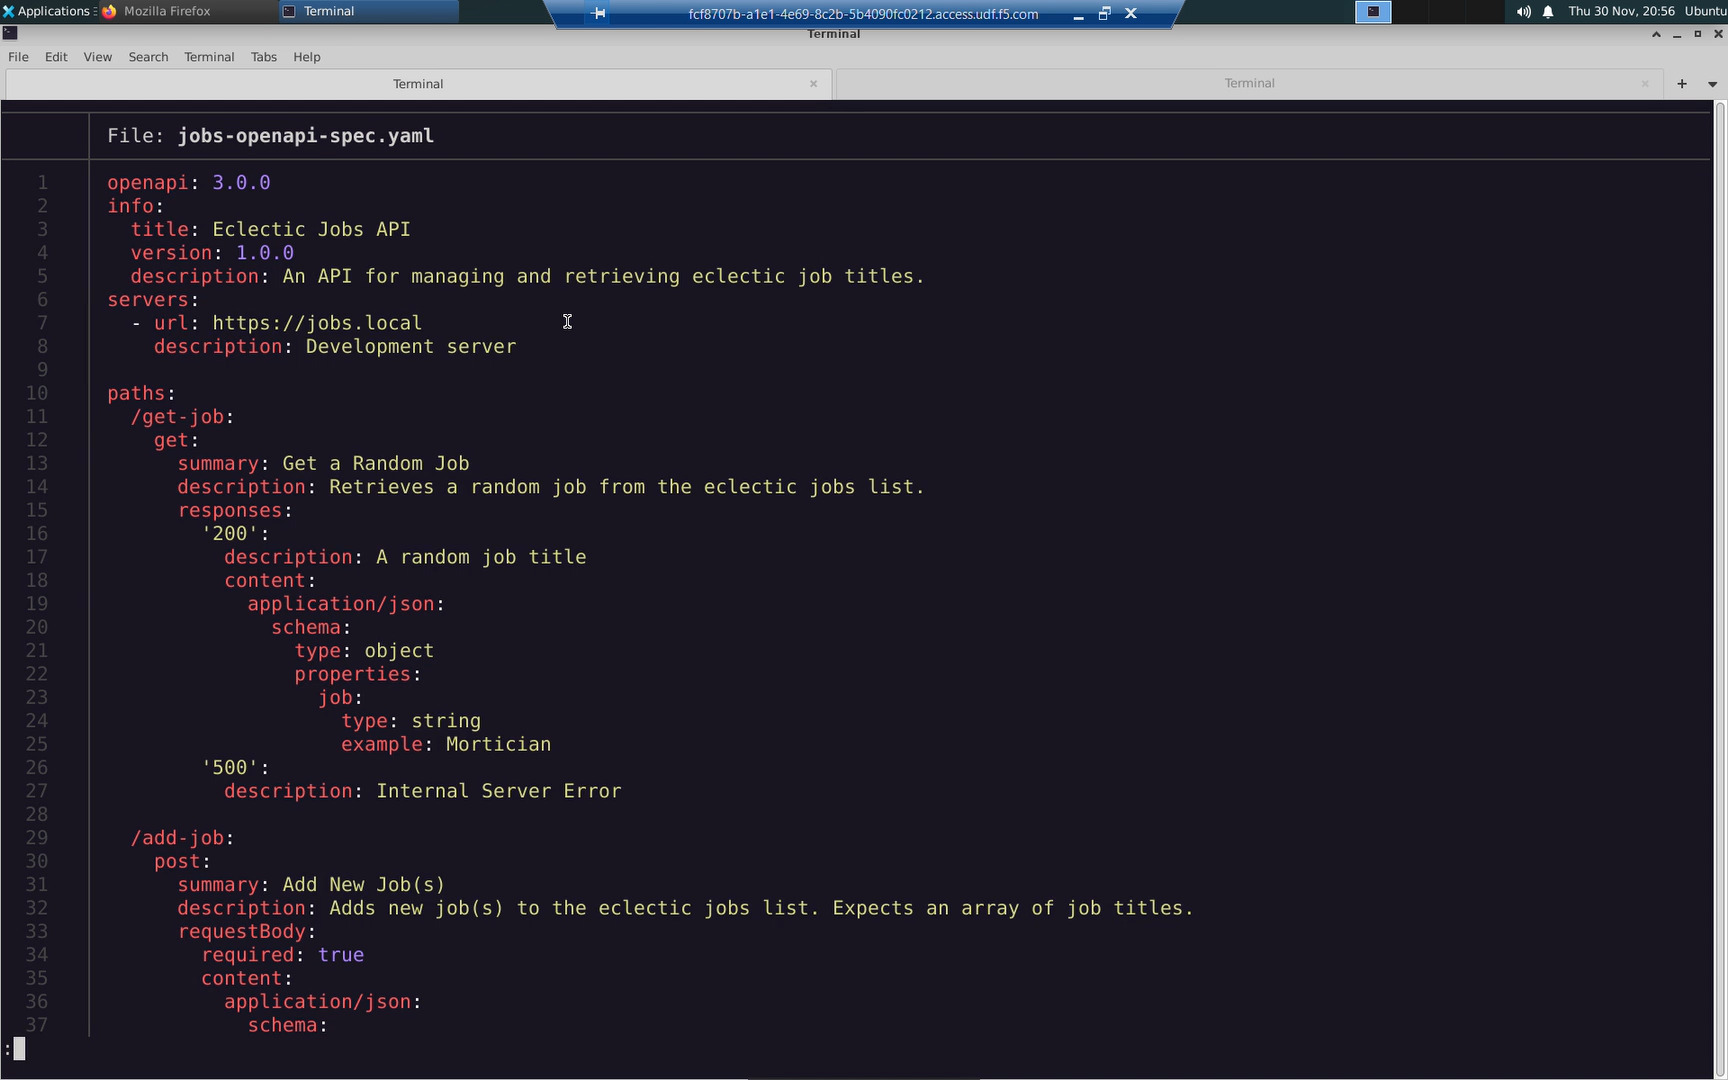 Applications
Mozilla Firefox
Terminal
fcf8707b-a1e1-4e69-8c2b-5b4090fc0212.access.udf.f5.com
Thu 30 Nov, 20:56 Ubuntu
Terminal
File Edit View Search Terminal Tabs Help
Terminal
Terminal
File: jobs-openapi-spec.yaml
1 openapi: 3.0.0
2 info:
3   title: Eclectic Jobs API
4   version: 1.0.0
5   description: An API for managing and retrieving eclectic job titles.
6 servers:
7   - url: https://jobs.local
8     description: Development server
9
10 paths:
11   /get-job:
12     get:
13       summary: Get a Random Job
14       description: Retrieves a random job from the eclectic jobs list.
15       responses:
16         '200':
17           description: A random job title
18           content:
19             application/json:
20               schema:
21                 type: object
22                 properties:
23                   job:
24                     type: string
25                     example: Mortician
26         '500':
27           description: Internal Server Error
28
29   /add-job:
30     post:
31       summary: Add New Job(s)
32       description: Adds new job(s) to the eclectic jobs list. Expects an array of job titles.
33       requestBody:
34         required: true
35         content:
36           application/json:
37             schema:
: